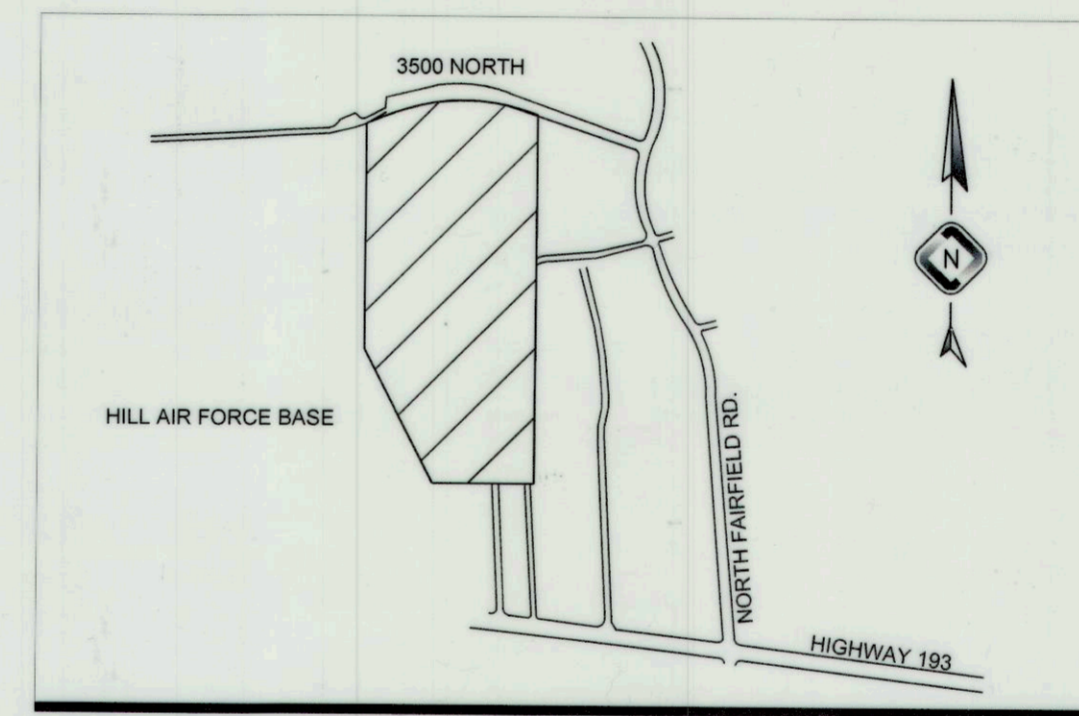 3500 NORTH
N
HILL AIR FORCE BASE
NORTH FAIRFIELD RD.
HIGHWAY 193